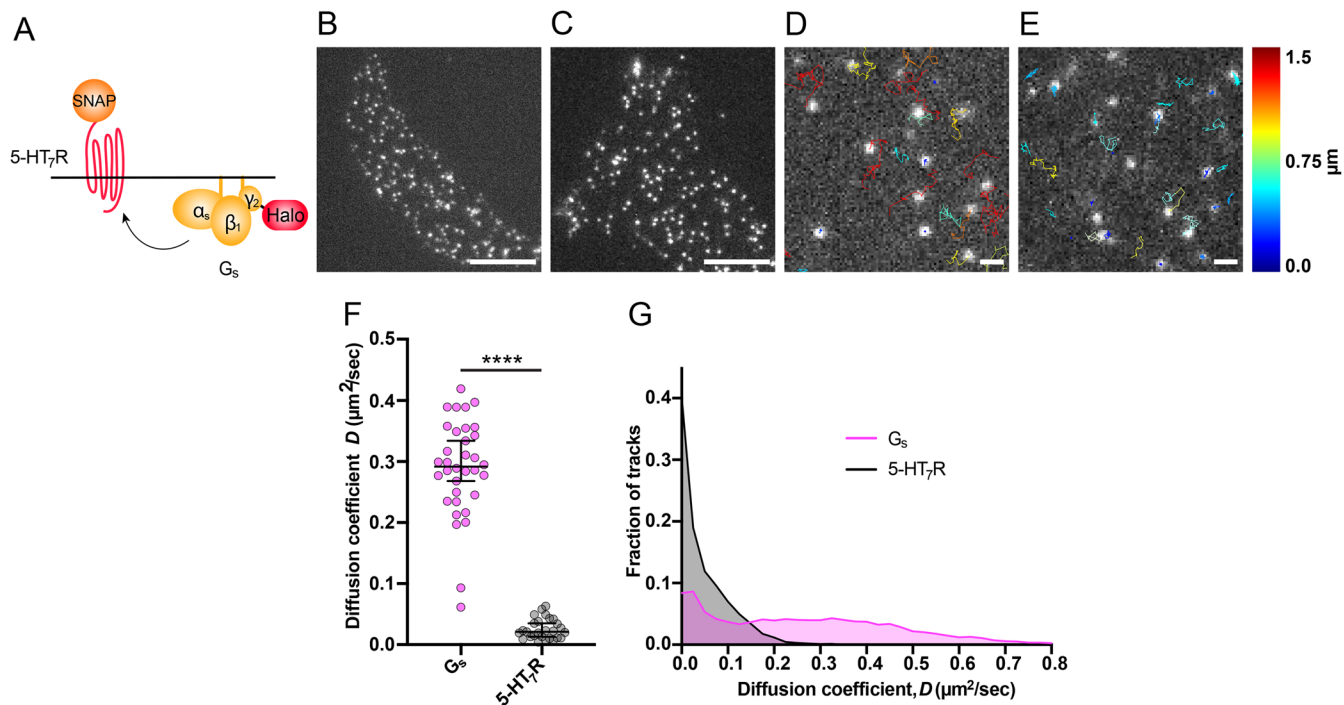 A
B
C
D
E
SNAP
5-HT₇R
αₛ
β₁
γ₂
Halo
Gₛ
1.5
0.75
0.0
µm
F
Diffusion coefficient D (µm²/sec)
0.5
0.4
0.3
0.2
0.1
0.0
****
Gₛ
5-HT₇R
G
Fraction of tracks
0.4
0.3
0.2
0.1
0.0
Gₛ
5-HT₇R
0.0 0.1 0.2 0.3 0.4 0.5 0.6 0.7 0.8
Diffusion coefficient, D (µm²/sec)